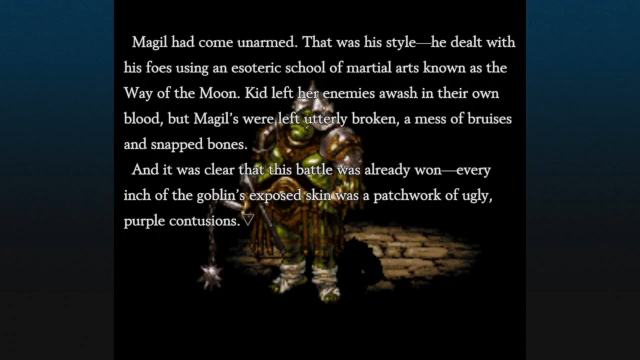 Magil had come unarmed. That was his style—he dealt with
his foes using an esoteric school of martial arts known as the
Way of the Moon. Kid left her enemies awash in their own
blood, but Magil's were left utterly broken, a mess of bruises
and snapped bones.
And it was clear that this battle was already won—every
inch of the goblin's exposed skin was a patchwork of ugly,
purple contusions.▽